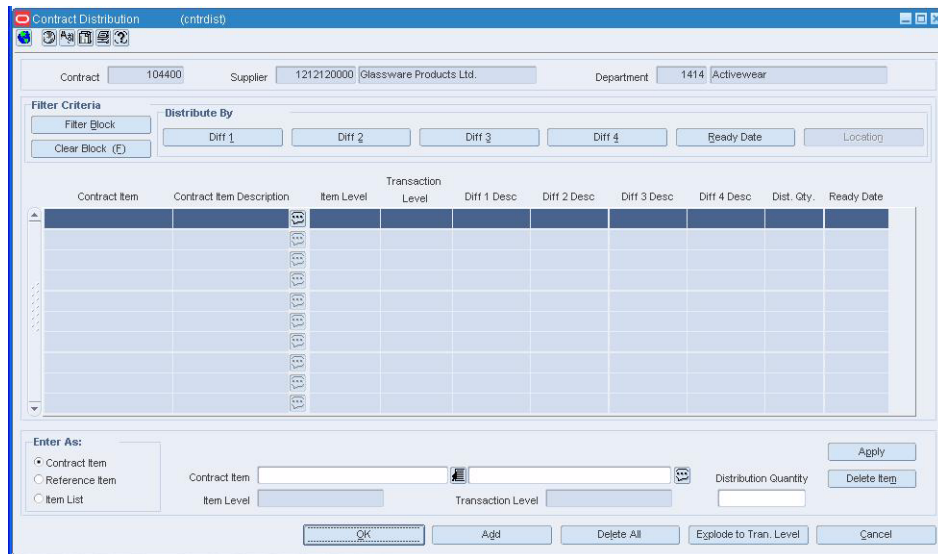 Contract Distribution (cntrdist)
Contract 104400 Supplier 1212120000 Glassware Products Ltd. Department 1414 Activewear
Filter Criteria
Filter Block
Clear Block (F)
Distribute By
Diff 1 Diff 2 Diff 3 Diff 4 Ready Date Location
Contract Item Contract Item Description Item Level Transaction Level Diff 1 Desc Diff 2 Desc Diff 3 Desc Diff 4 Desc Dist. Qty. Ready Date
Enter As:
Contract Item
Reference Item
Item List
Contract Item
Item Level Transaction Level
Distribution Quantity
Apply
Delete Item
OK Add Delete All Explode to Tran. Level Cancel